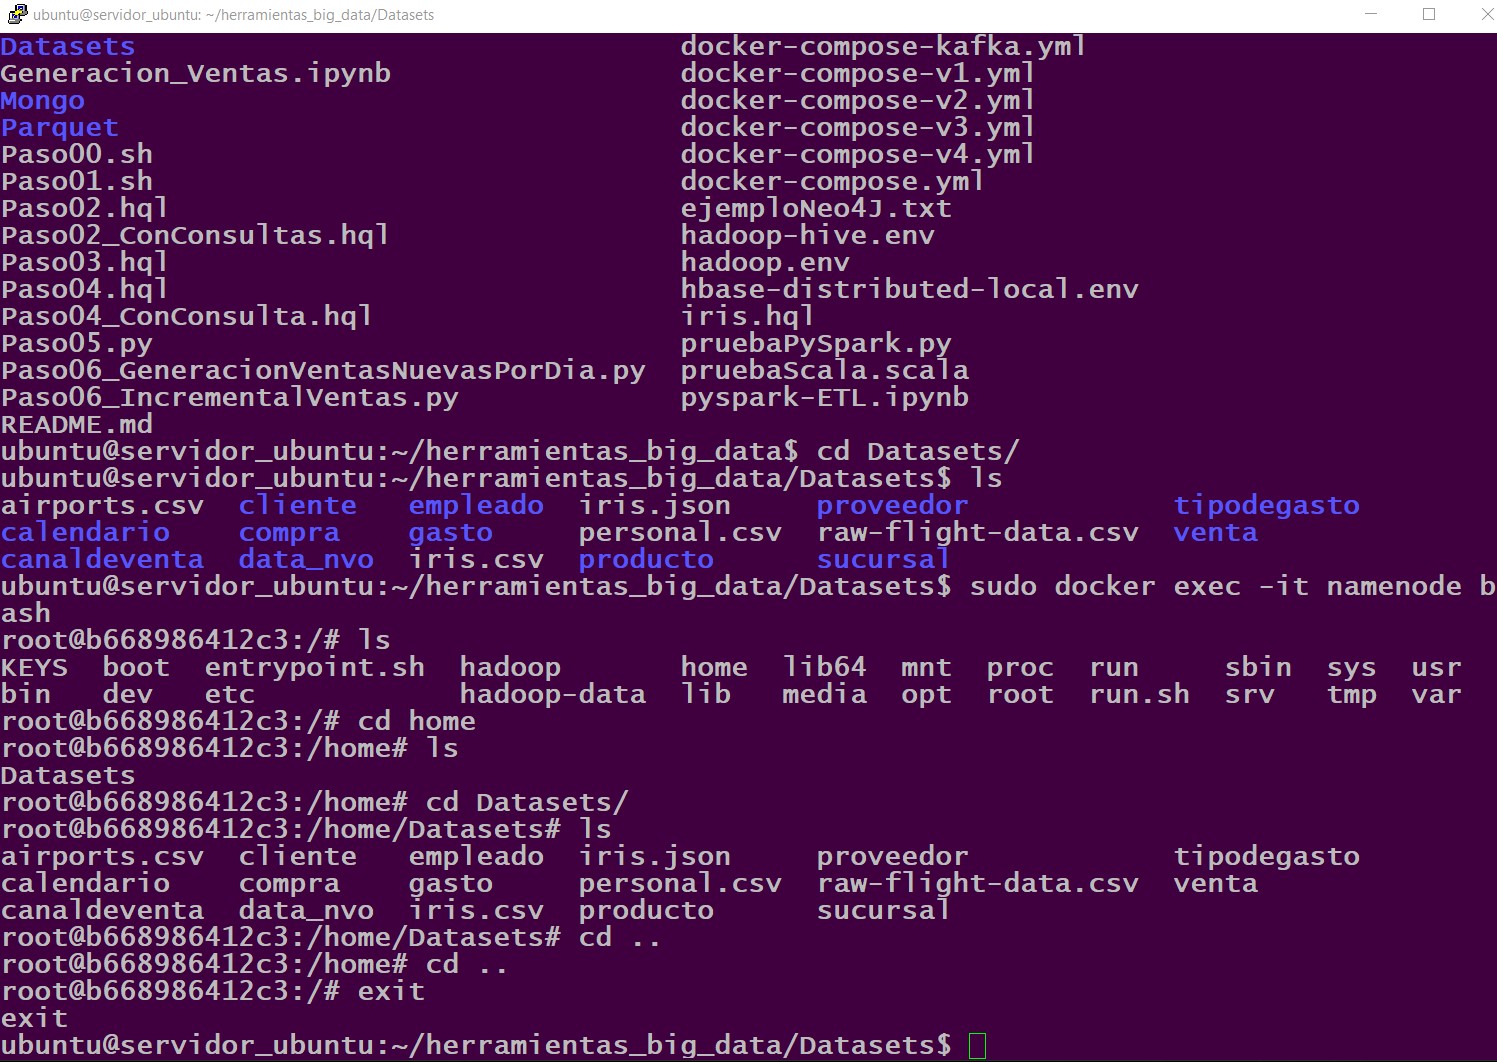 ubuntu@servidor_ubuntu: ~/herramientas_big_data/Datasets
Datasets                                docker-compose-kafka.yml
Generacion_Ventas.ipynb                 docker-compose-v1.yml
Mongo                                   docker-compose-v2.yml
Parquet                                 docker-compose-v3.yml
Paso00.sh                               docker-compose-v4.yml
Paso01.sh                               docker-compose.yml
Paso02.hql                              ejemploNeo4J.txt
Paso02_ConConsultas.hql                 hadoop-hive.env
Paso03.hql                              hadoop.env
Paso04.hql                              hbase-distributed-local.env
Paso04_ConConsulta.hql                  iris.hql
Paso05.py                               pruebaPySpark.py
Paso06_GeneracionVentasNuevasPorDia.py  pruebaScala.scala
Paso06_IncrementalVentas.py             pyspark-ETL.ipynb
README.md
ubuntu@servidor_ubuntu:~/herramientas_big_data$ cd Datasets/
ubuntu@servidor_ubuntu:~/herramientas_big_data/Datasets$ ls
airports.csv  cliente   empleado  iris.json     proveedor            tipodegasto
calendario    compra    gasto     personal.csv  raw-flight-data.csv  venta
canaldeventa  data_nvo  iris.csv  producto      sucursal
ubuntu@servidor_ubuntu:~/herramientas_big_data/Datasets$ sudo docker exec -it namenode b
ash
root@b668986412c3:/# ls
KEYS  boot  entrypoint.sh  hadoop       home  lib64  mnt  proc  run     sbin  sys  usr
bin   dev   etc            hadoop-data  lib   media  opt  root  run.sh  srv   tmp  var
root@b668986412c3:/# cd home
root@b668986412c3:/home# ls
Datasets
root@b668986412c3:/home# cd Datasets/
root@b668986412c3:/home/Datasets# ls
airports.csv  cliente   empleado  iris.json     proveedor            tipodegasto
calendario    compra    gasto     personal.csv  raw-flight-data.csv  venta
canaldeventa  data_nvo  iris.csv  producto      sucursal
root@b668986412c3:/home/Datasets# cd ..
root@b668986412c3:/home# cd ..
root@b668986412c3:/# exit
exit
ubuntu@servidor_ubuntu:~/herramientas_big_data/Datasets$